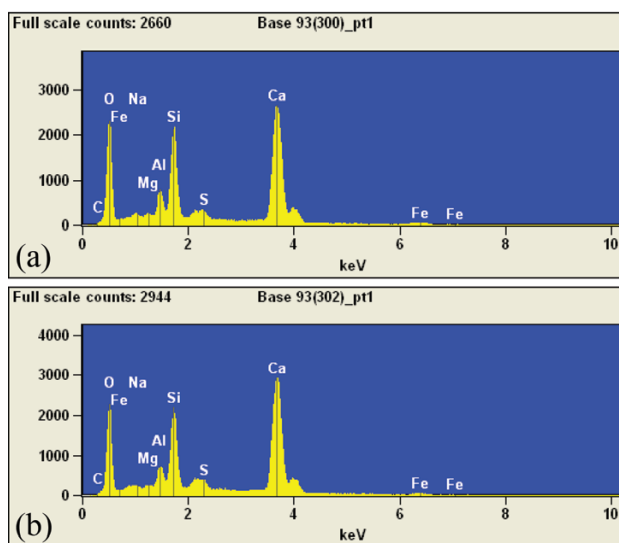 Full scale counts: 2660 Base 93(300)_pt1
3000
2000
1000
0
O Na
Fe
Si
Al
Mg
C
S
Ca
Fe Fe
0 2 4 6 8 10
keV
(a)
Full scale counts: 2944 Base 93(302)_pt1
4000
3000
2000
1000
0
O Na
Fe
Si
Al
Mg
C
S
Ca
Fe Fe
0 2 4 6 8 10
keV
(b)